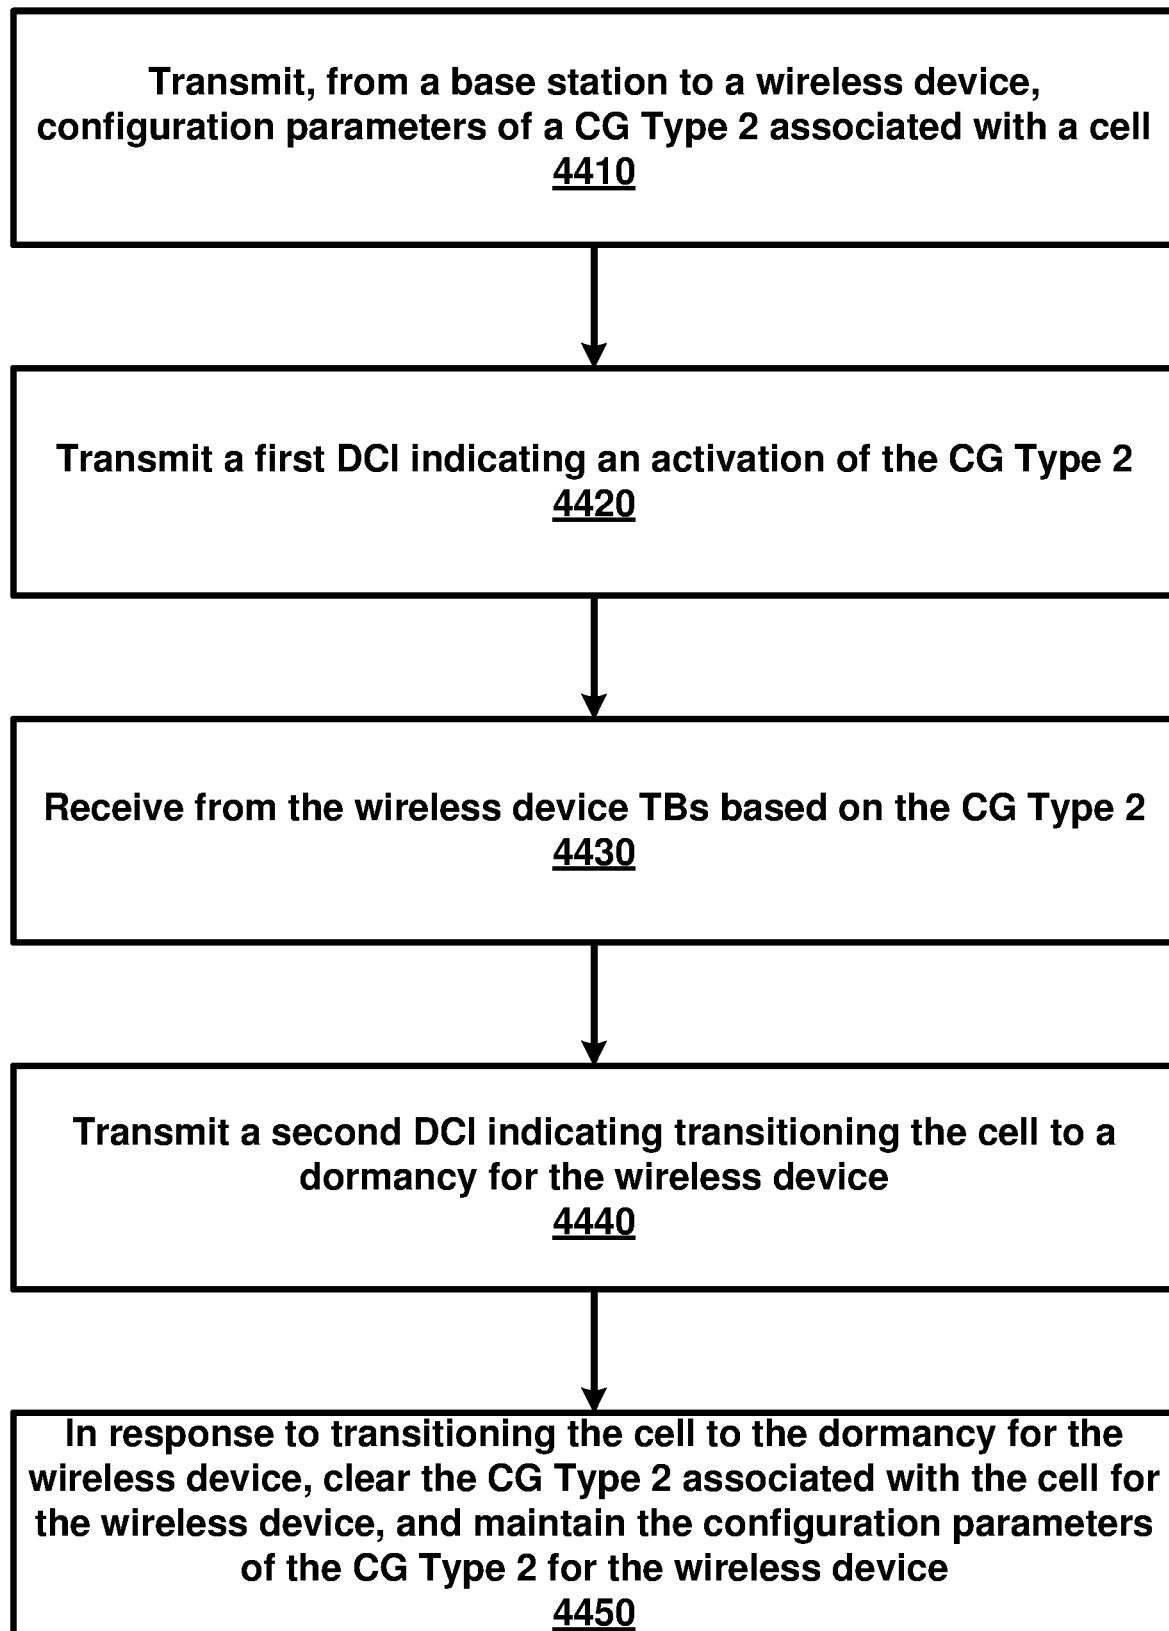 Transmit, from a base station to a wireless device,
configuration parameters of a CG Type 2 associated with a cell
4410
Transmit a first DCI indicating an activation of the CG Type 2
4420
Receive from the wireless device TBs based on the CG Type 2
4430
Transmit a second DCI indicating transitioning the cell to a
dormancy for the wireless device
4440
In response to transitioning the cell to the dormancy for the
wireless device, clear the CG Type 2 associated with the cell for
the wireless device, and maintain the configuration parameters
of the CG Type 2 for the wireless device
4450